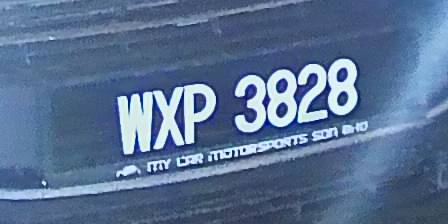 WXP 3828
MY CAR MOTORSPORTS SDN BHD